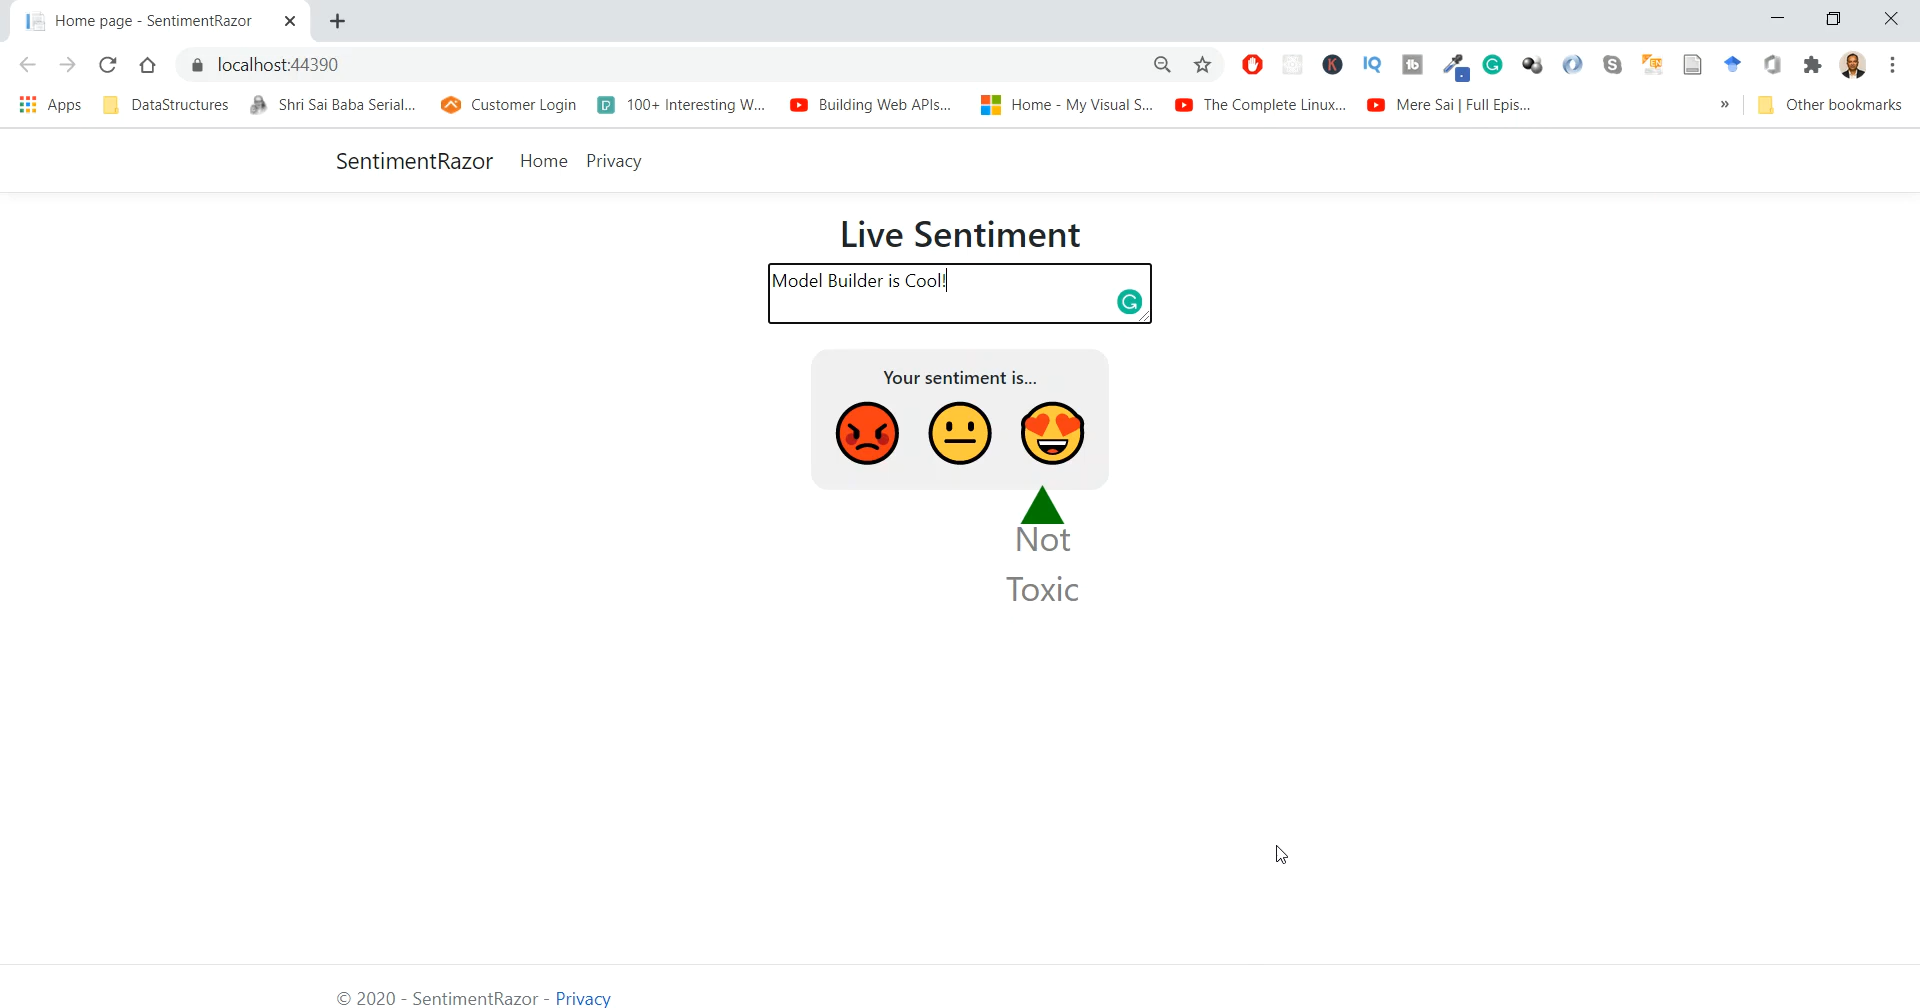 Home page - SentimentRazor
localhost:44390
Apps DataStructures Shri Sai Baba Serial... Customer Login 100+ Interesting W... Building Web APIs... Home - My Visual S... The Complete Linux... Mere Sai | Full Epis... » Other bookmarks
SentimentRazor Home Privacy
Live Sentiment
Model Builder is Cool!
Your sentiment is...
Not
Toxic
© 2020 - SentimentRazor - Privacy